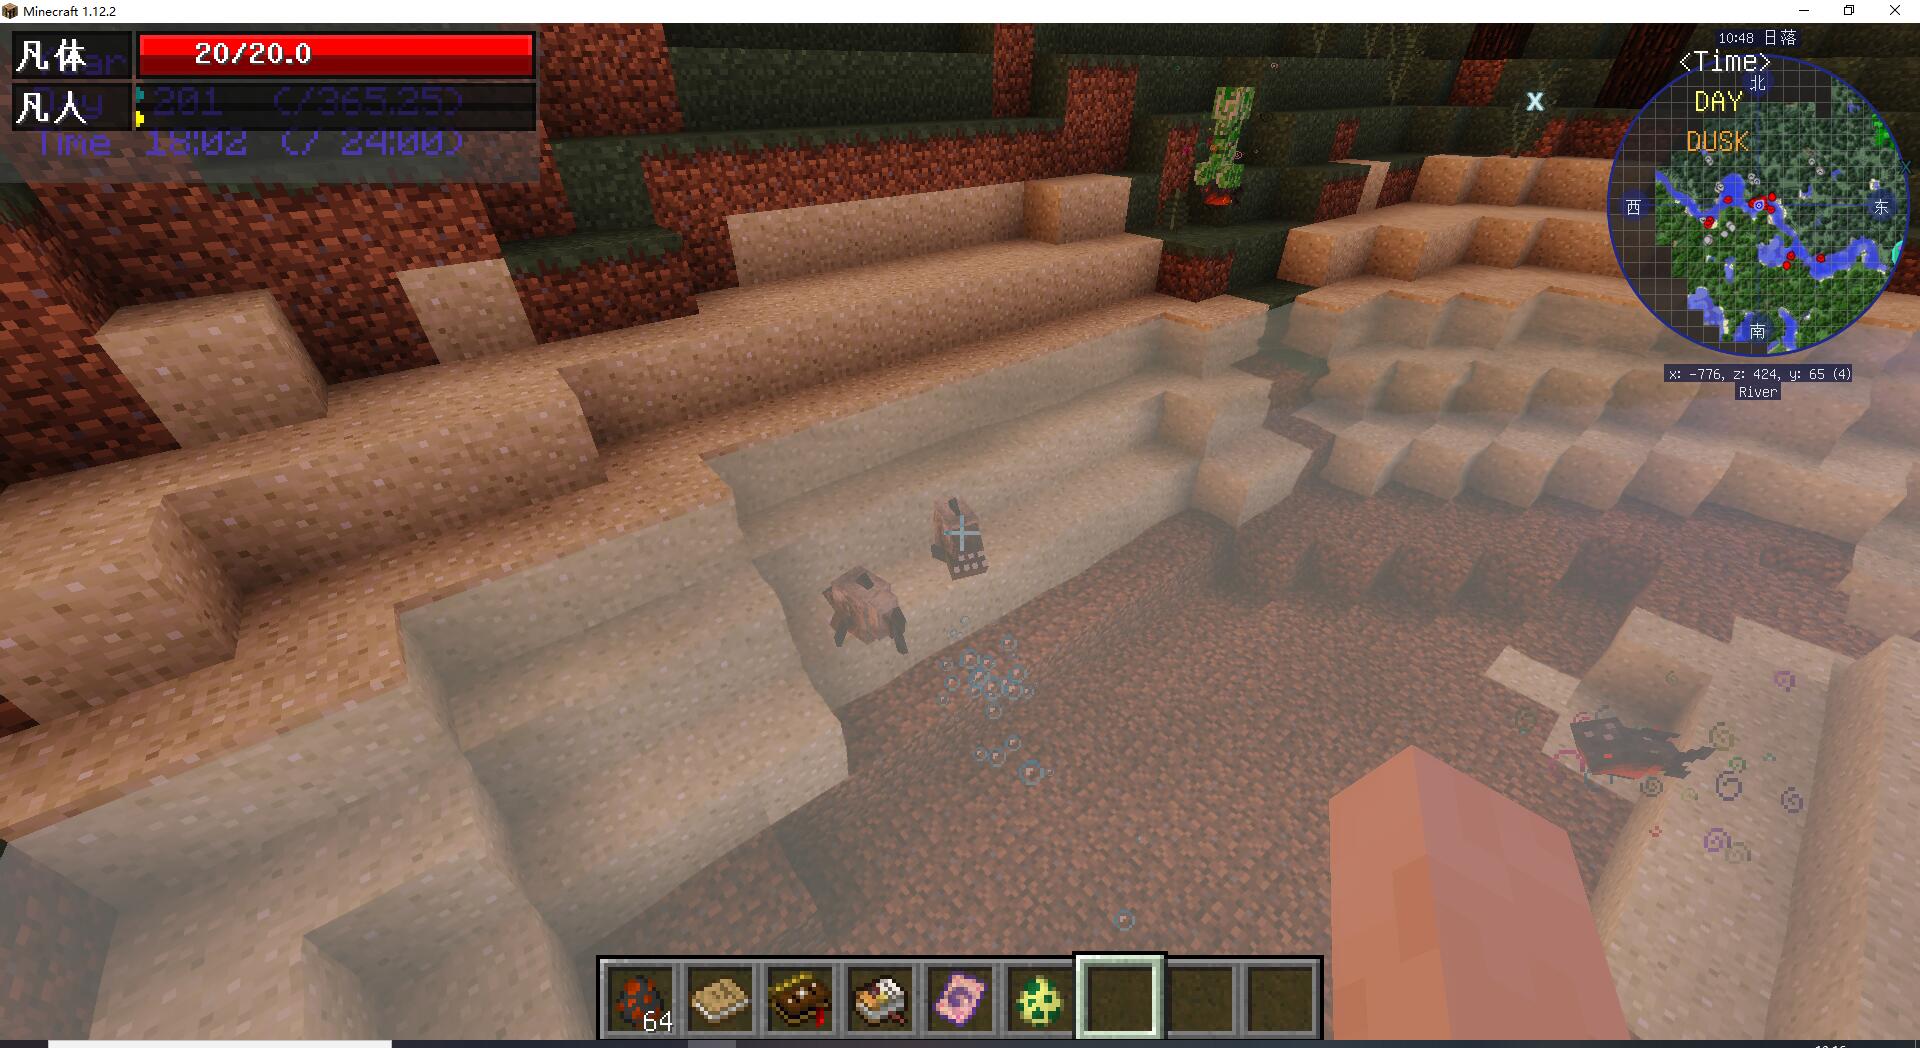 Minecraft 1.12.2
凡体 20/20.0
凡人
Day 201 (/365.25)
Time 18:02 (/ 24:00)
10:48 日落
<Time>
北
DAY
DUSK
西
东
南
x: -776, z: 424, y: 65 (4)
River
X
64